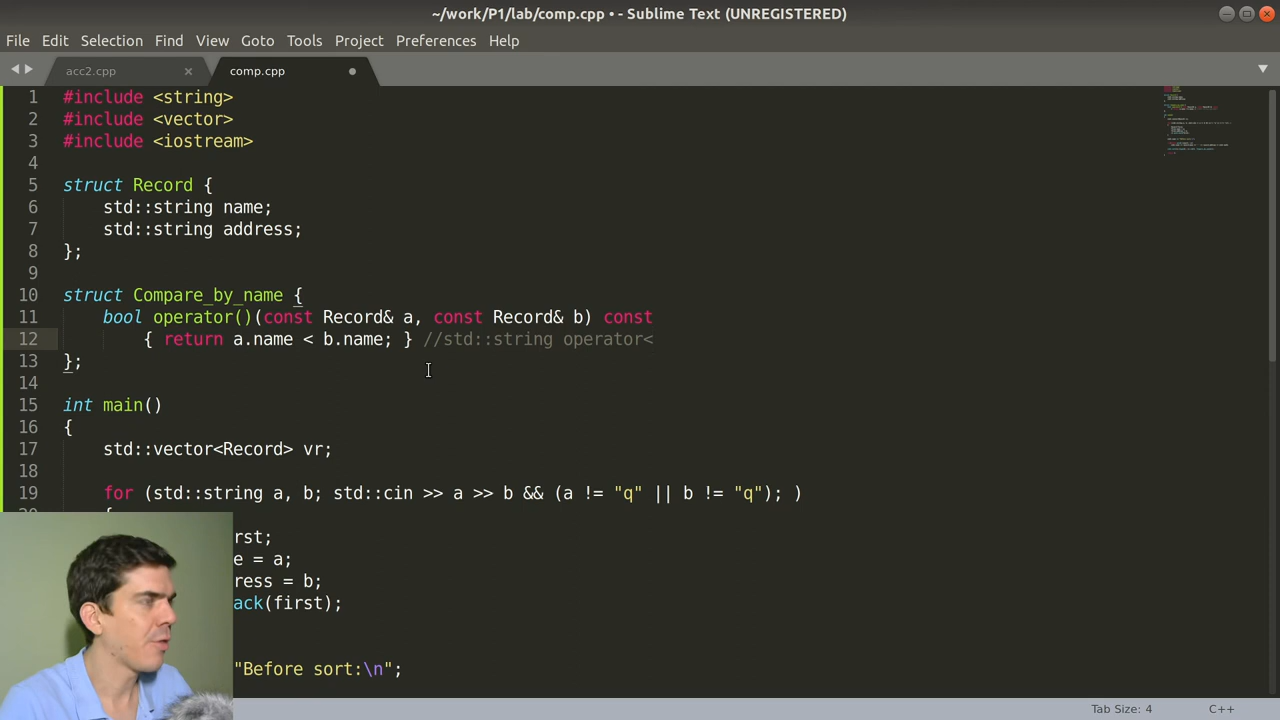 ~/work/P1/lab/comp.cpp • - Sublime Text (UNREGISTERED)
File Edit Selection Find View Goto Tools Project Preferences Help
acc2.cpp
comp.cpp
1 #include <string>
2 #include <vector>
3 #include <iostream>
4
5 struct Record {
6 std::string name;
7 std::string address;
8 };
9
10 struct Compare_by_name {
11 bool operator()(const Record& a, const Record& b) const
12 { return a.name < b.name; } //std::string operator<
13 };
14
15 int main()
16 {
17 std::vector<Record> vr;
18
19 for (std::string a, b; std::cin >> a >> b && (a != "q" || b != "q"); )
{
rst;
e = a;
ress = b;
ack(first);
"Before sort:\n";
Tab Size: 4 C++